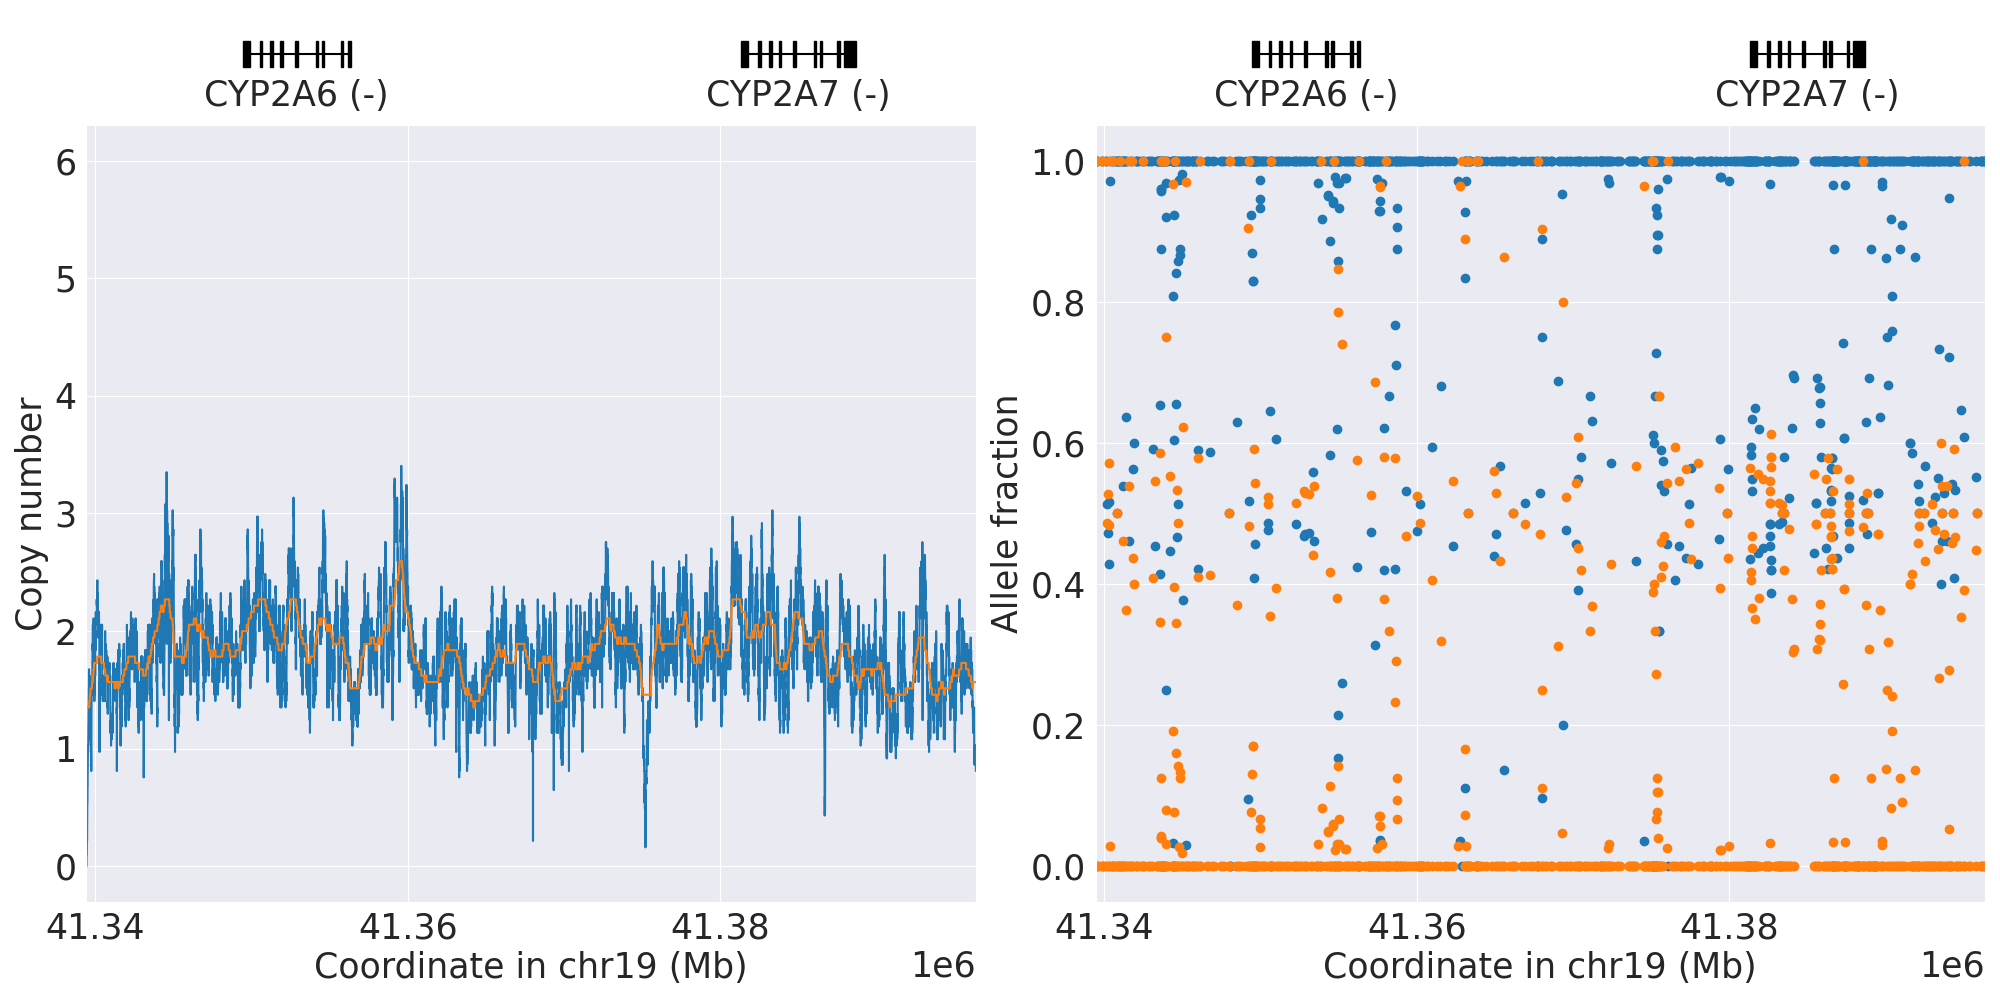 CYP2A6 (-)
CYP2A7 (-)
6
5
4
3
2
1
0
Copy number
41.34
41.36
41.38
Coordinate in chr19 (Mb)
1e6
CYP2A6 (-)
CYP2A7 (-)
1.0
0.8
0.6
0.4
0.2
0.0
Allele fraction
41.34
41.36
41.38
Coordinate in chr19 (Mb)
1e6